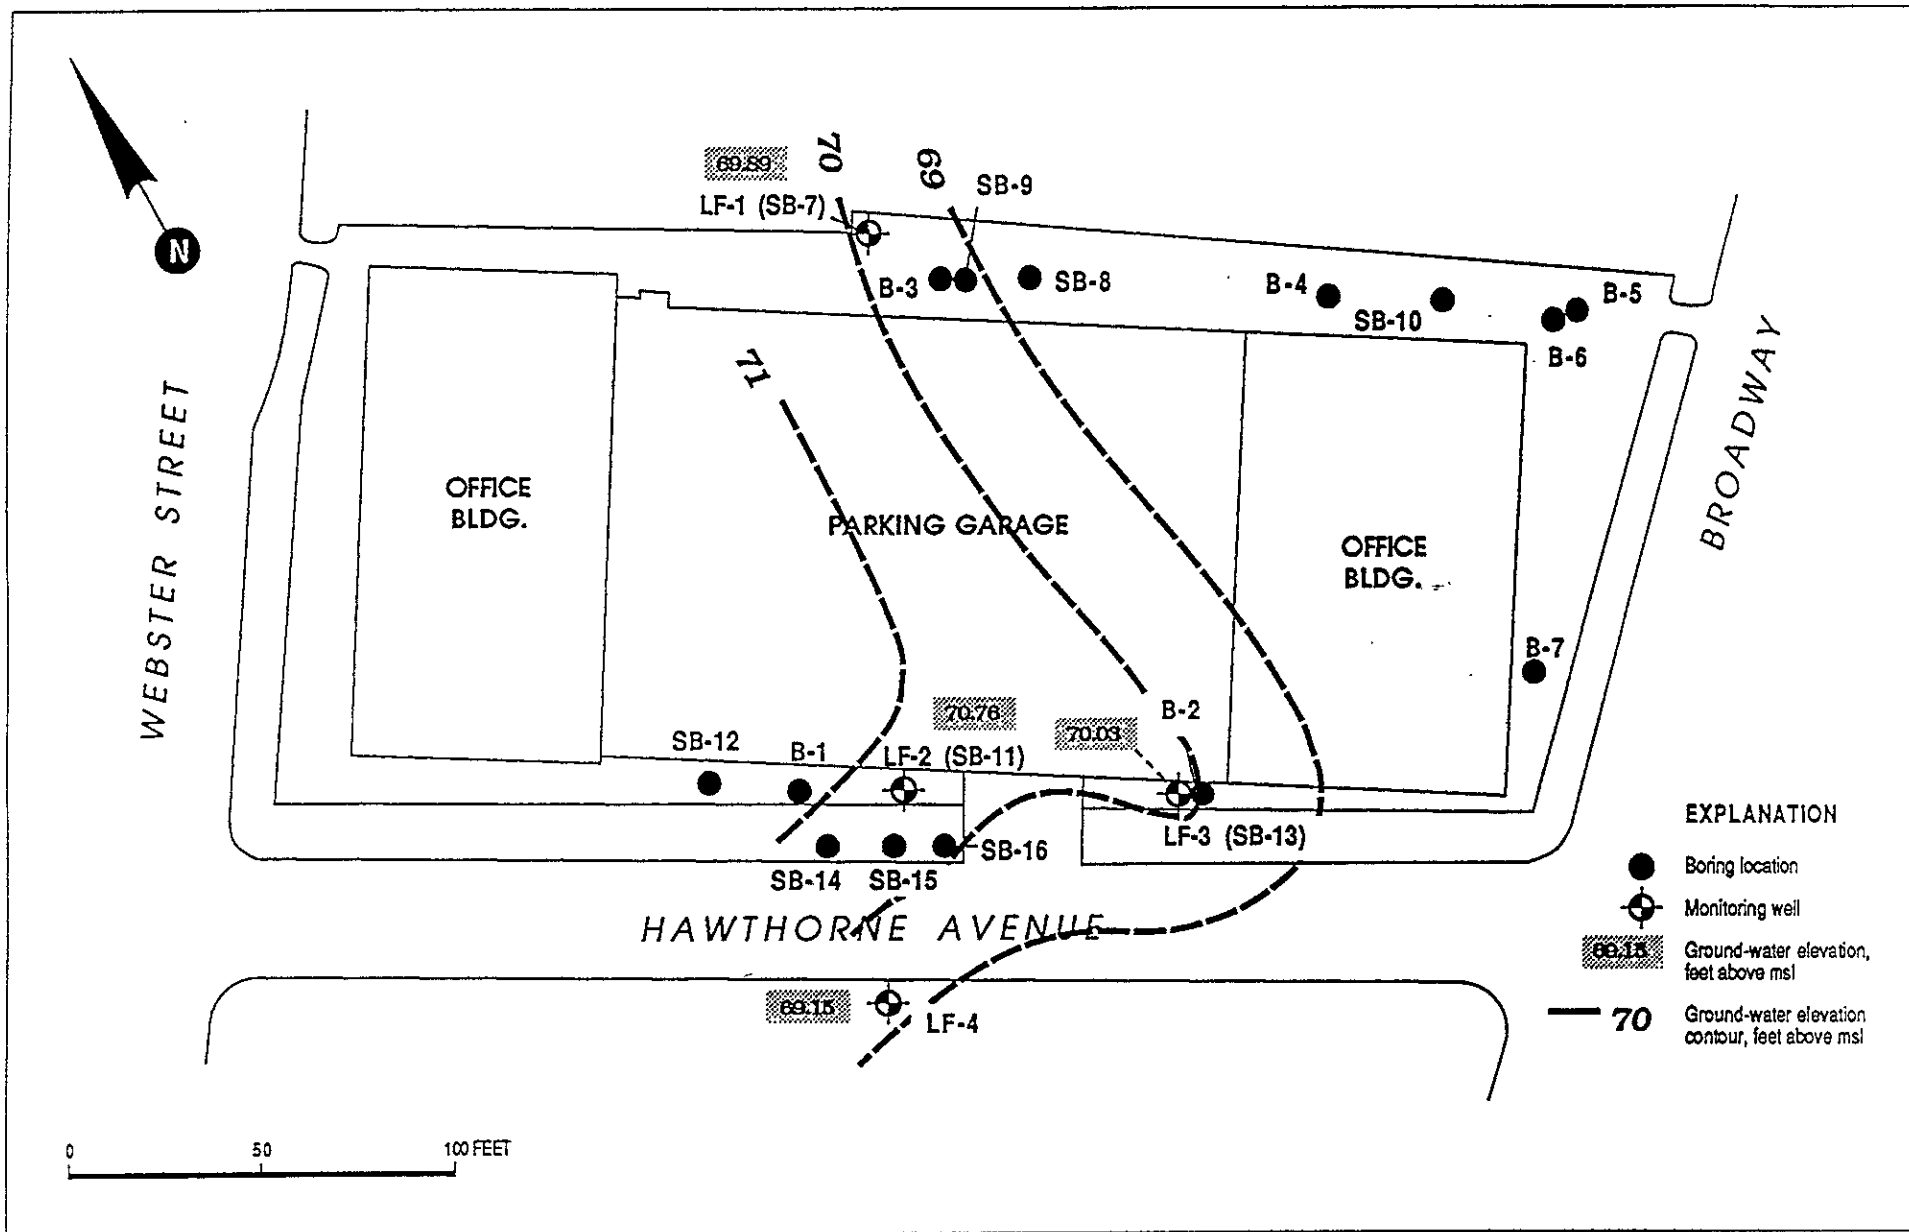 70
69
69.89
SB-9
LF-1 (SB-7)
N
B-3
SB-8
B-4
SB-10
B-5
B-6
71
WEBSTER STREET
BROADWAY
OFFICE
BLDG.
PARKING GARAGE
OFFICE
BLDG.
B-7
70.76
B-2
70.03
SB-12
B-1
LF-2 (SB-11)
LF-3 (SB-13)
SB-16
SB-14
SB-15
HAWTHORNE AVENUE
69.15
LF-4
EXPLANATION
Boring location
Monitoring well
69.15
Ground-water elevation,
feet above msl
70
Ground-water elevation
contour, feet above msl
0
50
100 FEET